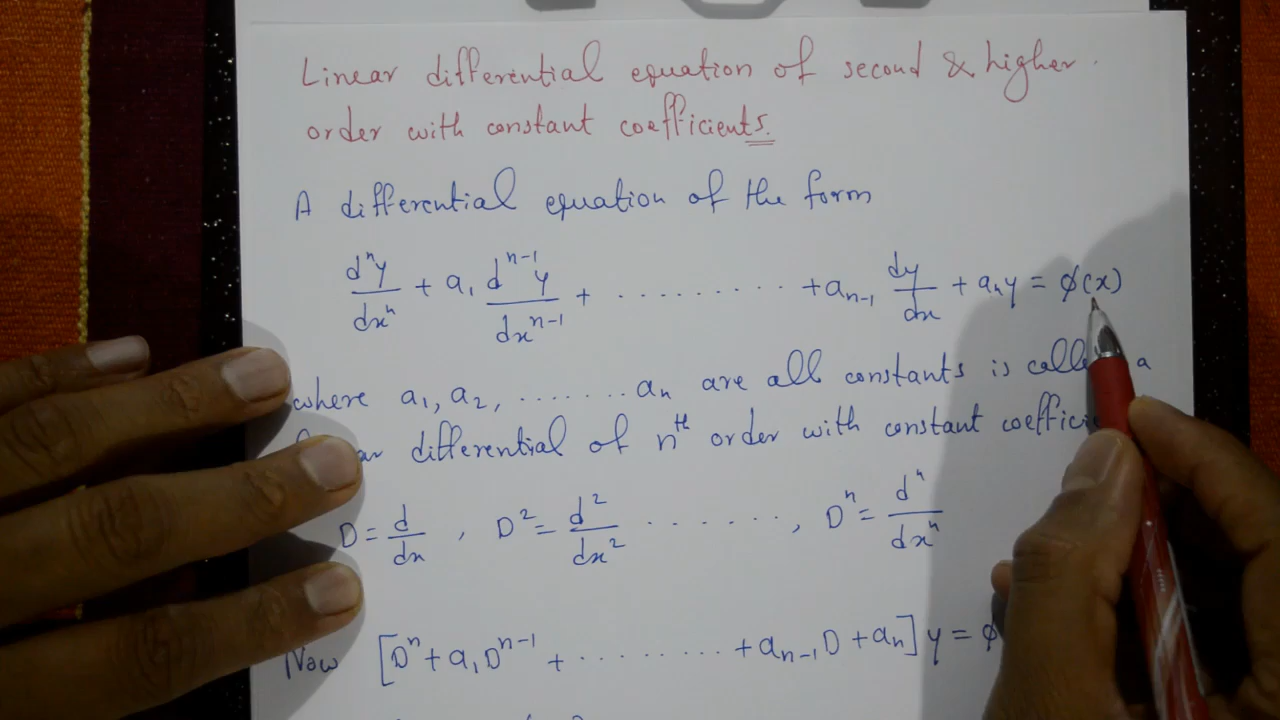 Linear differential equation of second & higher
order with constant coefficients.
A differential equation of the form
dⁿy/dxⁿ + a₁ dⁿ⁻¹y/dxⁿ⁻¹ + .......... + aₙ₋₁ dy/dx + aₙy = φ(x)
where a₁, a₂, ....... aₙ are all constants is a
differential of nᵗʰ order with constant
D = d/dx , D² = d²/dx² ......., Dⁿ = dⁿ/dxⁿ
Now [Dⁿ + a₁Dⁿ⁻¹ + ........ + aₙ₋₁D + aₙ] y = φ